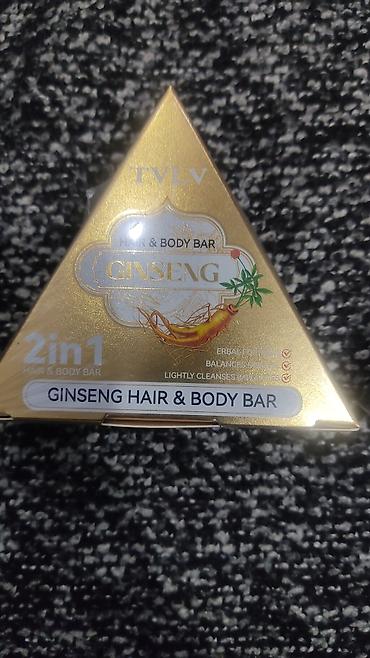 TVLV
HAIR & BODY BAR
GINSENG
2in1
HAIR & BODY BAR
BALANCES
LIGHTLY CLEANSES
GINSENG HAIR & BODY BAR